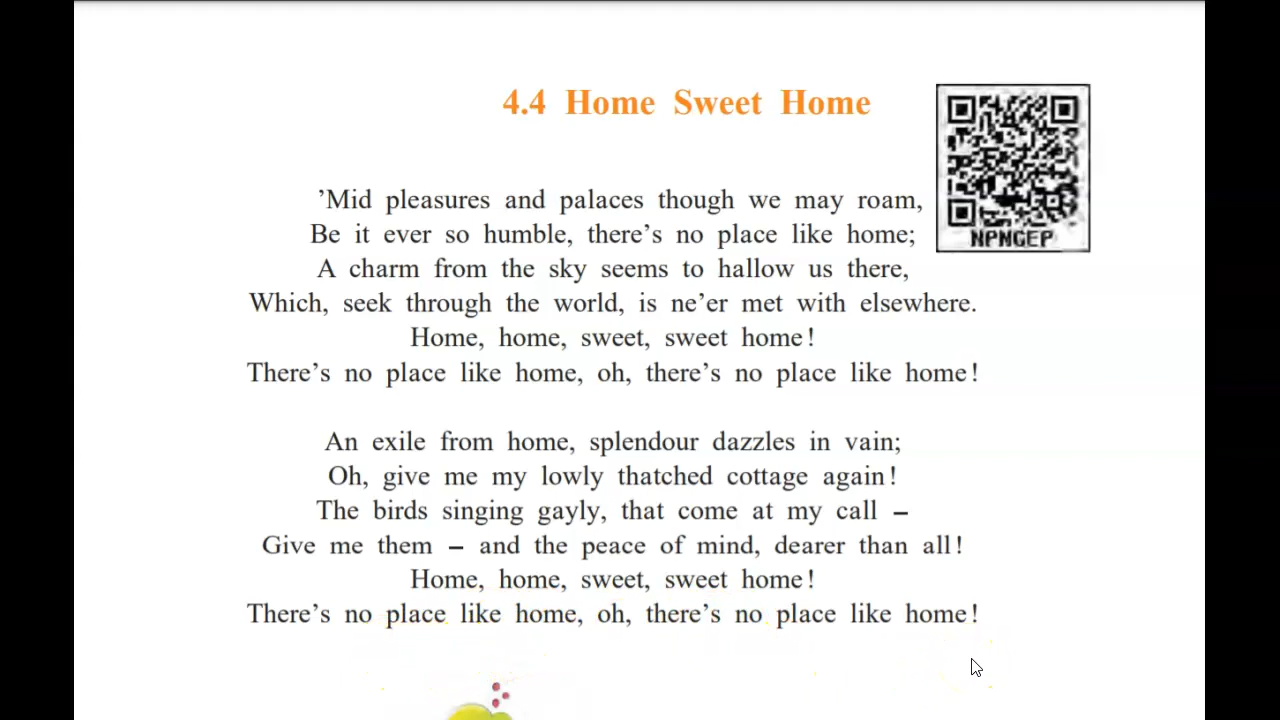 4.4 Home Sweet Home
NPNGEP
’Mid pleasures and palaces though we may roam,
Be it ever so humble, there’s no place like home;
A charm from the sky seems to hallow us there,
Which, seek through the world, is ne’er met with elsewhere.
Home, home, sweet, sweet home!
There’s no place like home, oh, there’s no place like home!
An exile from home, splendour dazzles in vain;
Oh, give me my lowly thatched cottage again!
The birds singing gayly, that come at my call –
Give me them – and the peace of mind, dearer than all!
Home, home, sweet, sweet home!
There’s no place like home, oh, there’s no place like home!